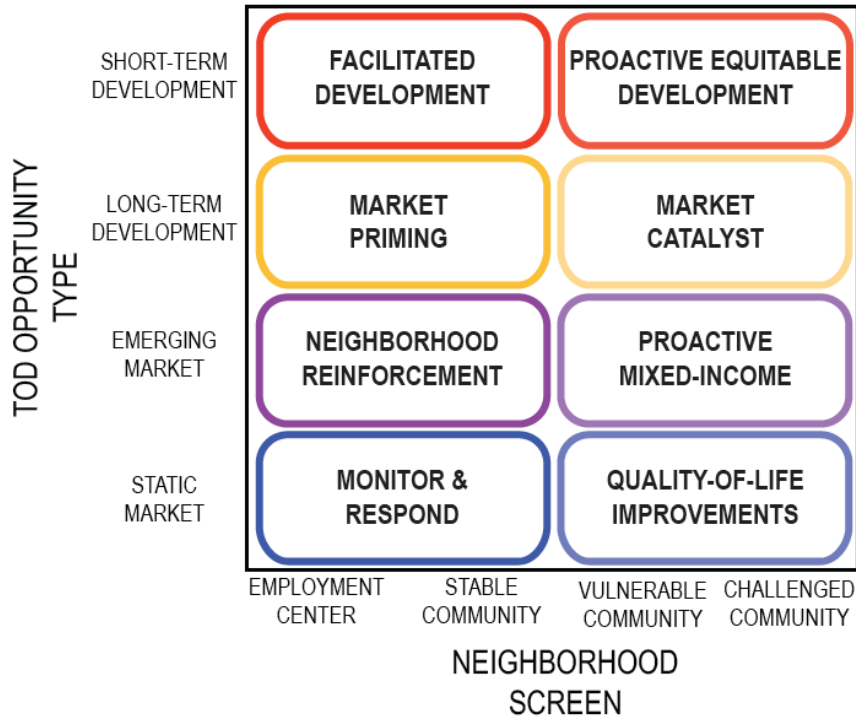 SHORT-TERM
DEVELOPMENT
FACILITATED
DEVELOPMENT
PROACTIVE EQUITABLE
DEVELOPMENT
LONG-TERM
DEVELOPMENT
MARKET
PRIMING
MARKET
CATALYST
TOD OPPORTUNITY
TYPE
EMERGING
MARKET
NEIGHBORHOOD
REINFORCEMENT
PROACTIVE
MIXED-INCOME
STATIC
MARKET
MONITOR &
RESPOND
QUALITY-OF-LIFE
IMPROVEMENTS
EMPLOYMENT
CENTER
STABLE
COMMUNITY
VULNERABLE
COMMUNITY
CHALLENGED
COMMUNITY
NEIGHBORHOOD
SCREEN